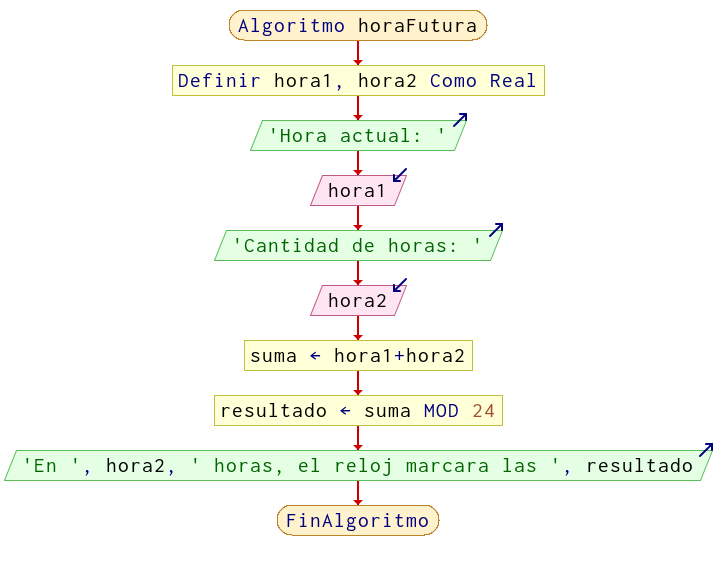 Algoritmo horaFutura
Definir hora1, hora2 Como Real
'Hora actual: '
hora1
'Cantidad de horas: '
hora2
suma ← hora1+hora2
resultado ← suma MOD 24
'En ', hora2, ' horas, el reloj marcara las ', resultado
FinAlgoritmo